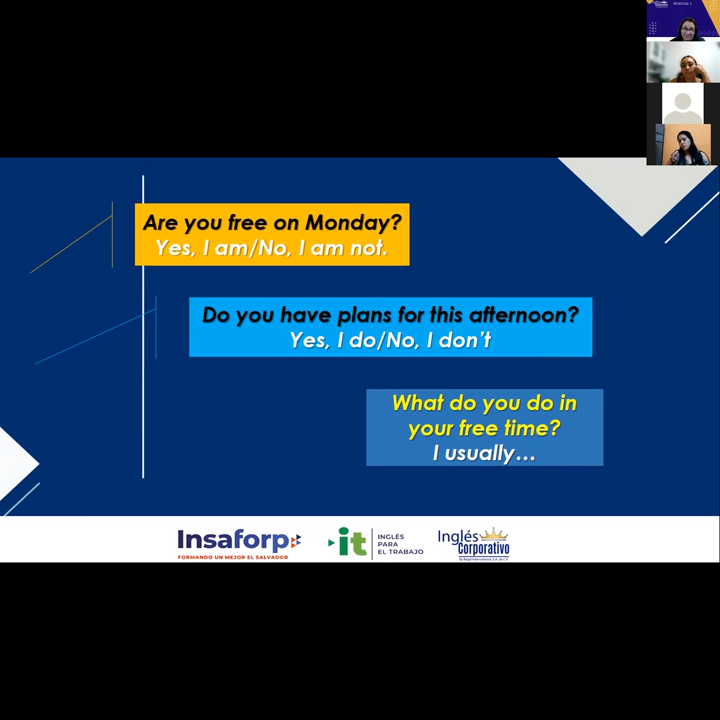 MODULE I
Are you free on Monday?
Yes, I am/No, I am not.
Do you have plans for this afternoon?
Yes, I do/No, I don't
What do you do in
your free time?
I usually...
Insaforp
FORMANDO UN MEJOR EL SALVADOR
it
INGLÉS
PARA
EL TRABAJO
Inglés
Corporativo